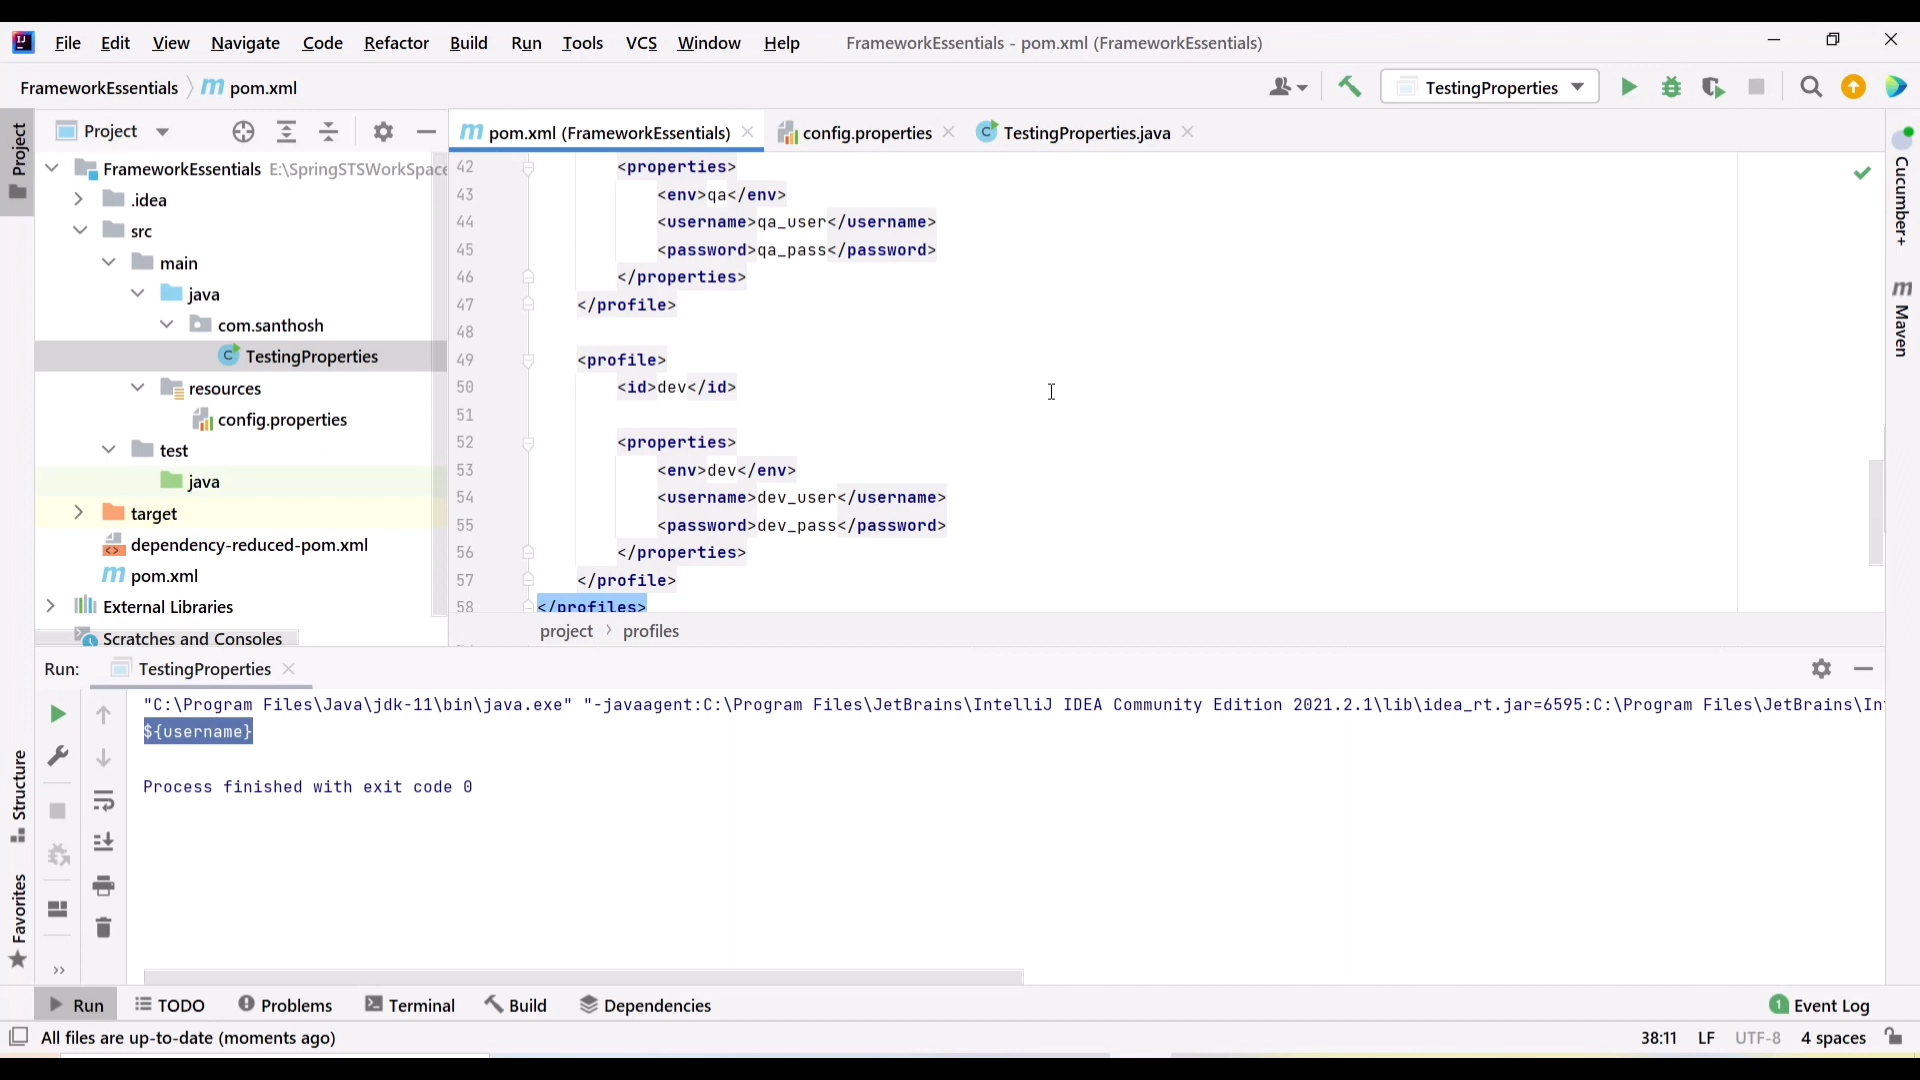 File Edit View Navigate Code Refactor Build Run Tools VCS Window Help FrameworkEssentials - pom.xml (FrameworkEssentials)
FrameworkEssentials m pom.xml TestingProperties
Project
Project
pom.xml (FrameworkEssentials) config.properties TestingProperties.java
FrameworkEssentials E:\SpringSTSWorkSpace
.idea
src
main
java
com.santhosh
TestingProperties
resources
config.properties
test
java
target
dependency-reduced-pom.xml
pom.xml
External Libraries
Scratches and Consoles
42 <properties>
43 <env>qa</env>
44 <username>qa_user</username>
45 <password>qa_pass</password>
46 </properties>
47 </profile>
48
49 <profile>
50 <id>dev</id>
51
52 <properties>
53 <env>dev</env>
54 <username>dev_user</username>
55 <password>dev_pass</password>
56 </properties>
57 </profile>
58 </profiles>
project > profiles
Cucumber+
Maven
Run: TestingProperties
"C:\Program Files\Java\jdk-11\bin\java.exe" "-javaagent:C:\Program Files\JetBrains\IntelliJ IDEA Community Edition 2021.2.1\lib\idea_rt.jar=6595:C:\Program Files\JetBrains\In
${username}
Process finished with exit code 0
Structure
Favorites
Run TODO Problems Terminal Build Dependencies 1 Event Log
All files are up-to-date (moments ago) 38:11 LF UTF-8 4 spaces